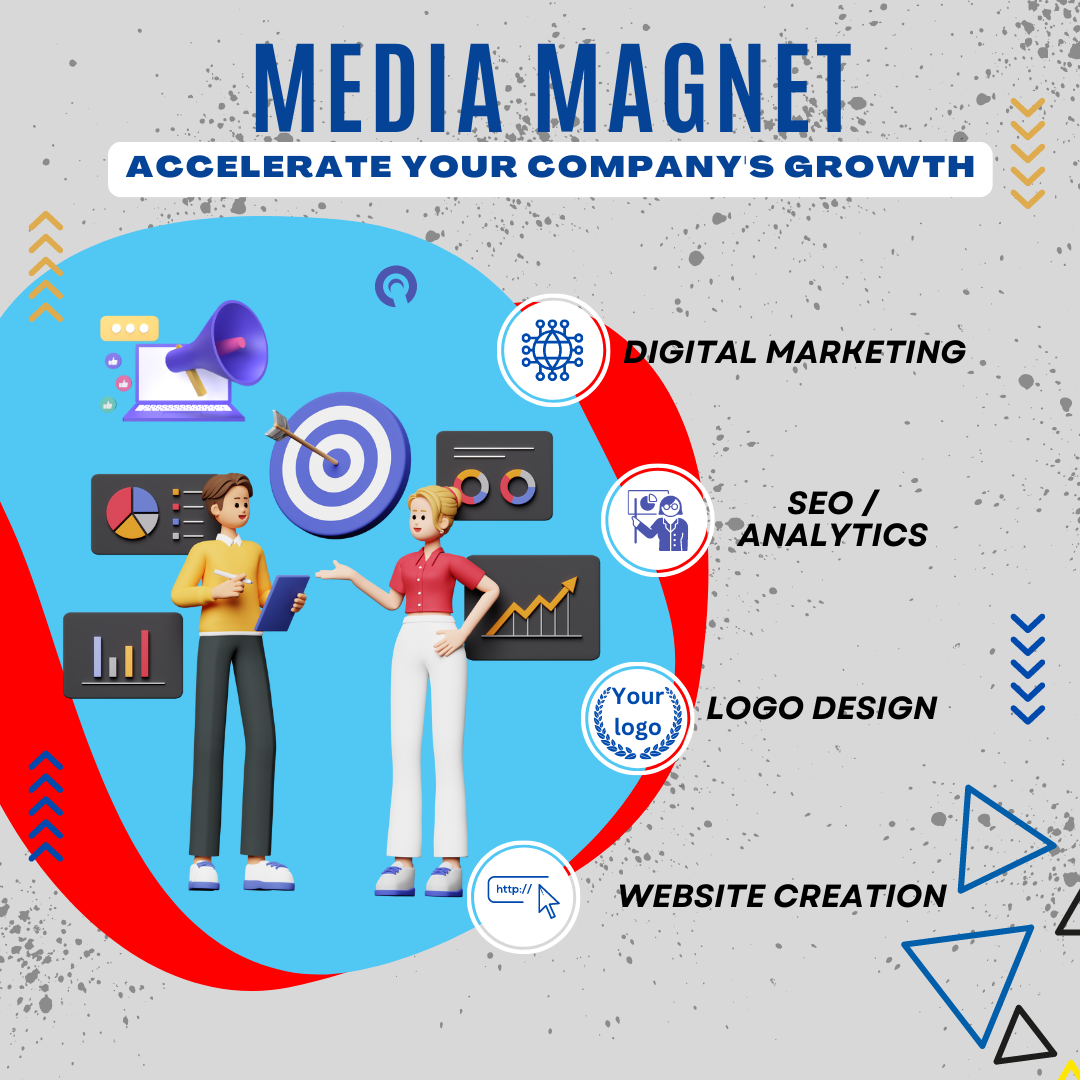 MEDIA MAGNET
ACCELERATE YOUR COMPANY'S GROWTH
DIGITAL MARKETING
SEO /
ANALYTICS
Your
logo
LOGO DESIGN
http://
WEBSITE CREATION